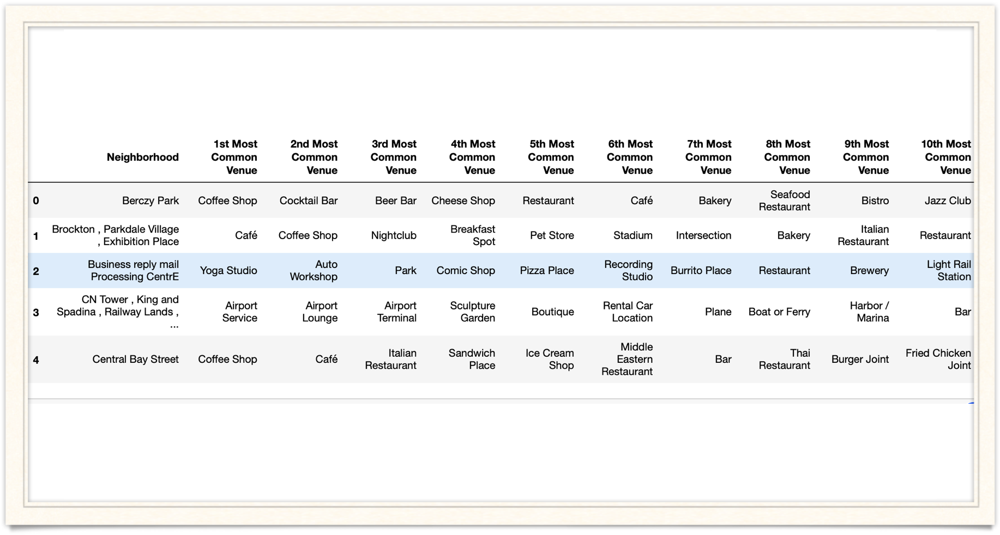 Neighborhood 1st Most Common Venue 2nd Most Common Venue 3rd Most Common Venue 4th Most Common Venue 5th Most Common Venue 6th Most Common Venue 7th Most Common Venue 8th Most Common Venue 9th Most Common Venue 10th Most Common Venue
0 Berczy Park Coffee Shop Cocktail Bar Beer Bar Cheese Shop Restaurant Café Bakery Seafood Restaurant Bistro Jazz Club
1 Brockton , Parkdale Village , Exhibition Place Café Coffee Shop Nightclub Breakfast Spot Pet Store Stadium Intersection Bakery Italian Restaurant Restaurant
2 Business reply mail Processing CentrE Yoga Studio Auto Workshop Park Comic Shop Pizza Place Recording Studio Burrito Place Restaurant Brewery Light Rail Station
3 CN Tower , King and Spadina , Railway Lands , ... Airport Service Airport Lounge Airport Terminal Sculpture Garden Boutique Rental Car Location Plane Boat or Ferry Harbor / Marina Bar
4 Central Bay Street Coffee Shop Café Italian Restaurant Sandwich Place Ice Cream Shop Middle Eastern Restaurant Bar Thai Restaurant Burger Joint Fried Chicken Joint